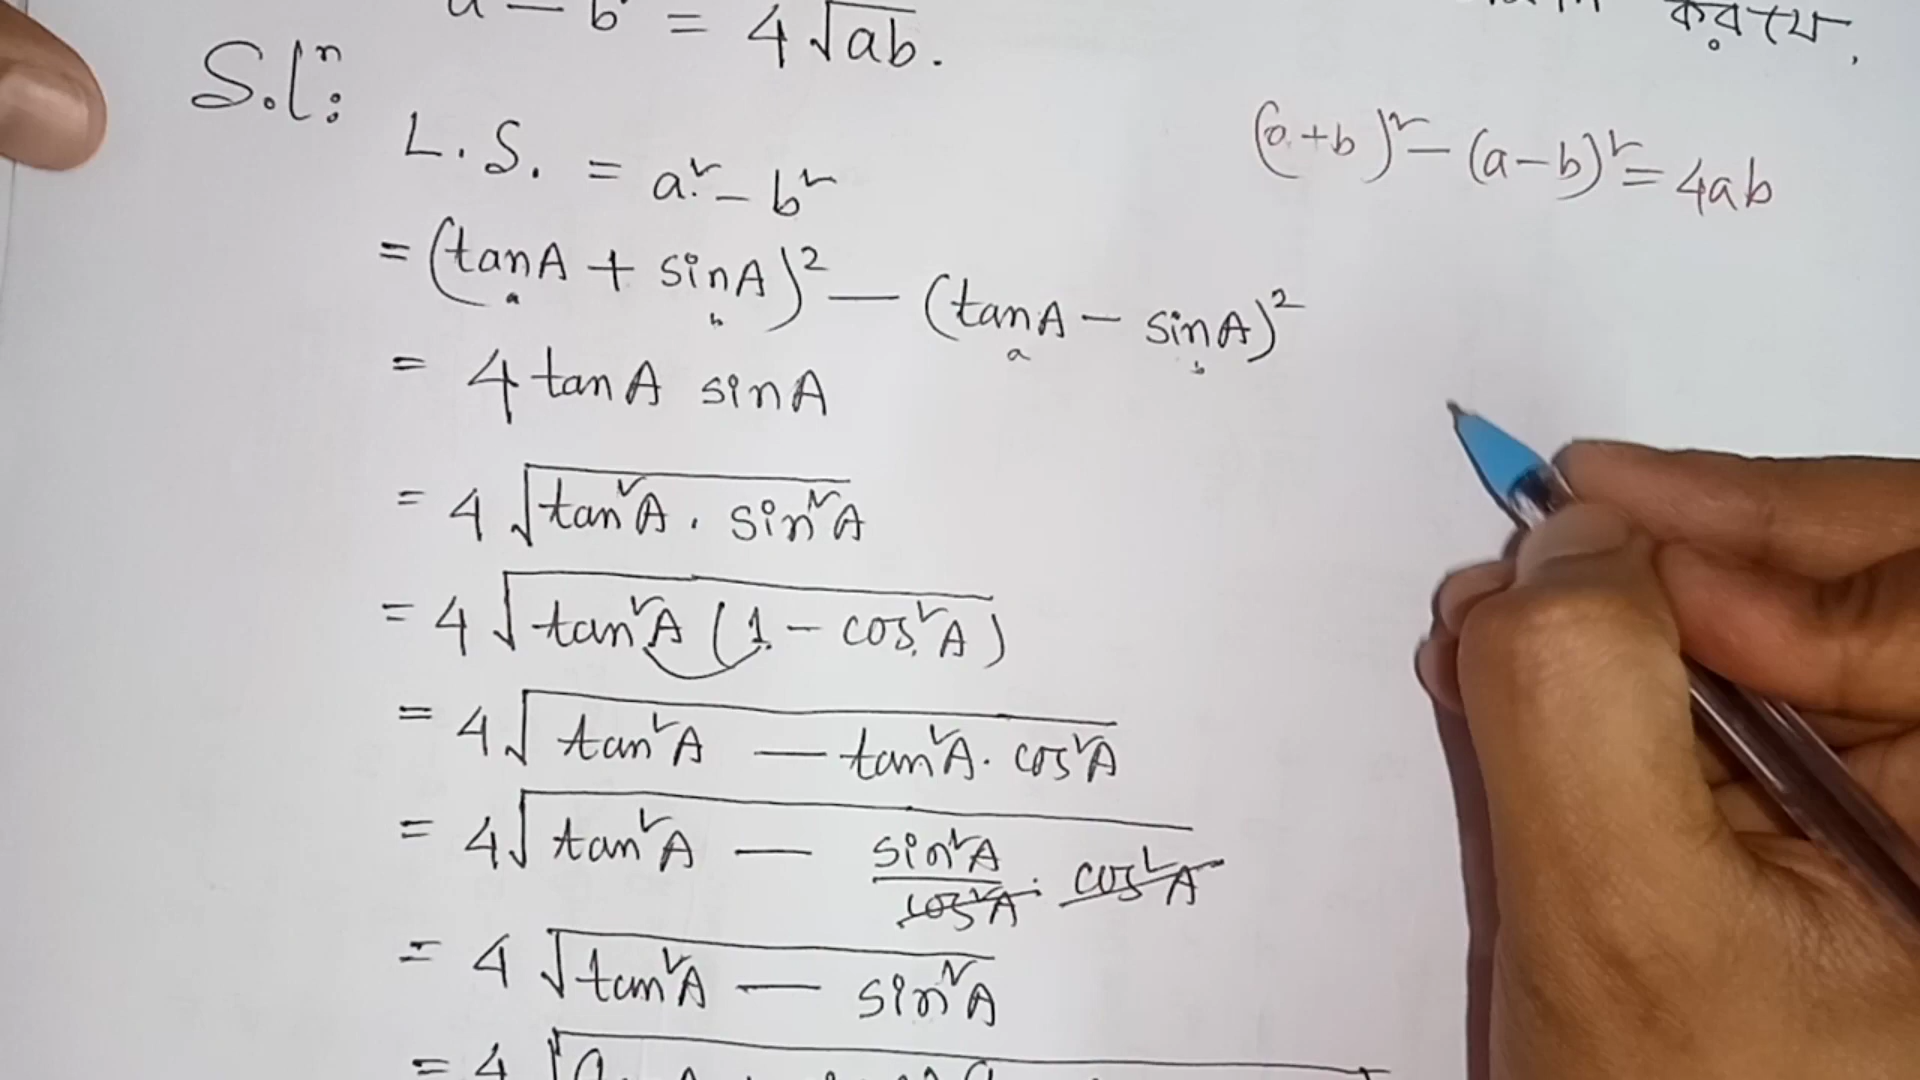 a² - b² = 4√ab.
করযে,
S.lⁿ:
L.S. = a² - b²
(a+b)² - (a-b)² = 4ab
= (tanA + sinA)² - (tanA - sinA)²
a b a b
= 4 tanA sinA
= 4 √tan²A . sin²A
= 4 √tan²A (1 - cos²A)
= 4 √tan²A - tan²A . cos²A
= 4 √tan²A - sin²A/cos²A . cos²A
= 4 √tan²A - sin²A
= 4 √